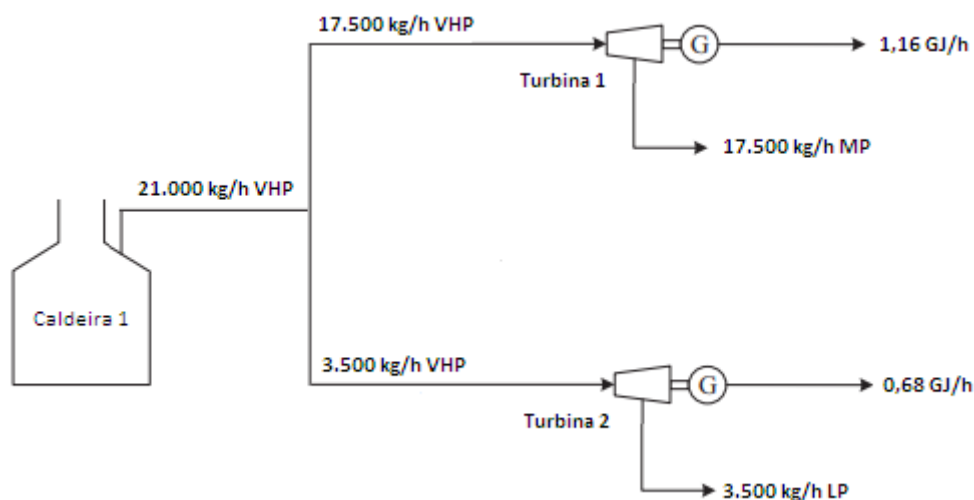 17.500 kg/h VHP
G
1,16 GJ/h
Turbina 1
17.500 kg/h MP
21.000 kg/h VHP
Caldeira 1
3.500 kg/h VHP
G
0,68 GJ/h
Turbina 2
3.500 kg/h LP